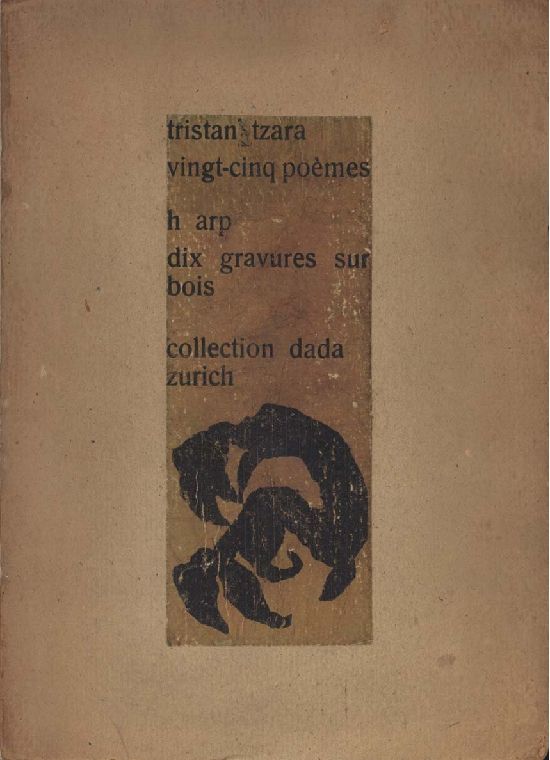 tristan tzara
vingt-cinq poèmes
h arp
dix gravures sur
bois
collection dada
zurich